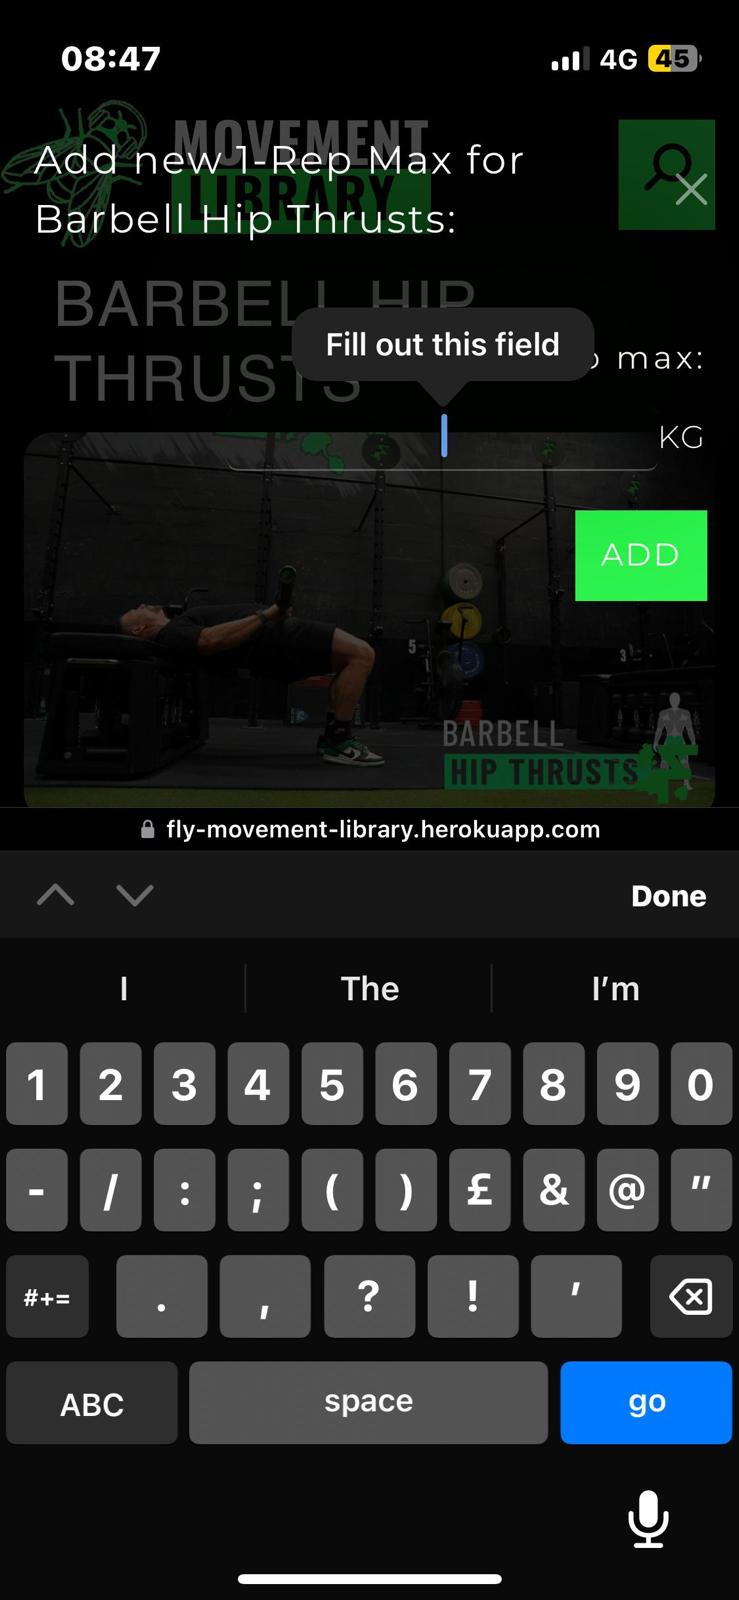 08:47
4G 45
MOVEMENT
LIBRARY
Add new 1-Rep Max for
Barbell Hip Thrusts:
BARBELL HIP
THRUSTS
Fill out this field
max:
KG
ADD
5
3
BARBELL
HIP THRUSTS
fly-movement-library.herokuapp.com
Done
I The I'm
1 2 3 4 5 6 7 8 9 0
- / : ; ( ) £ & @ "
#+= . , ? ! '
ABC space go